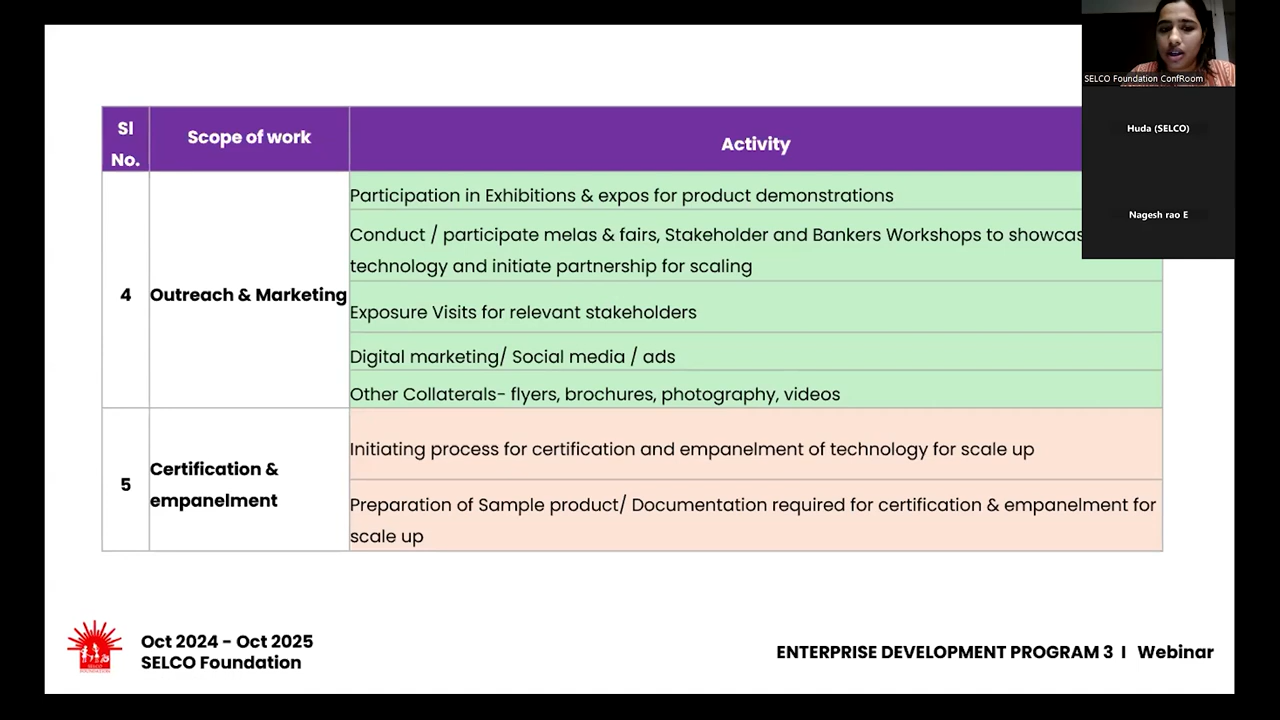 SELCO Foundation ConfRoom
Huda (SELCO)
Nagesh rao E
Sl
No.
Scope of work
Activity
4
Outreach & Marketing
Participation in Exhibitions & expos for product demonstrations
Conduct / participate melas & fairs, Stakeholder and Bankers Workshops to showcas
technology and initiate partnership for scaling
Exposure Visits for relevant stakeholders
Digital marketing/ Social media / ads
Other Collaterals- flyers, brochures, photography, videos
5
Certification &
empanelment
Initiating process for certification and empanelment of technology for scale up
Preparation of Sample product/ Documentation required for certification & empanelment for
scale up
SELCO
FOUNDATION
Oct 2024 - Oct 2025
SELCO Foundation
ENTERPRISE DEVELOPMENT PROGRAM 3 I Webinar